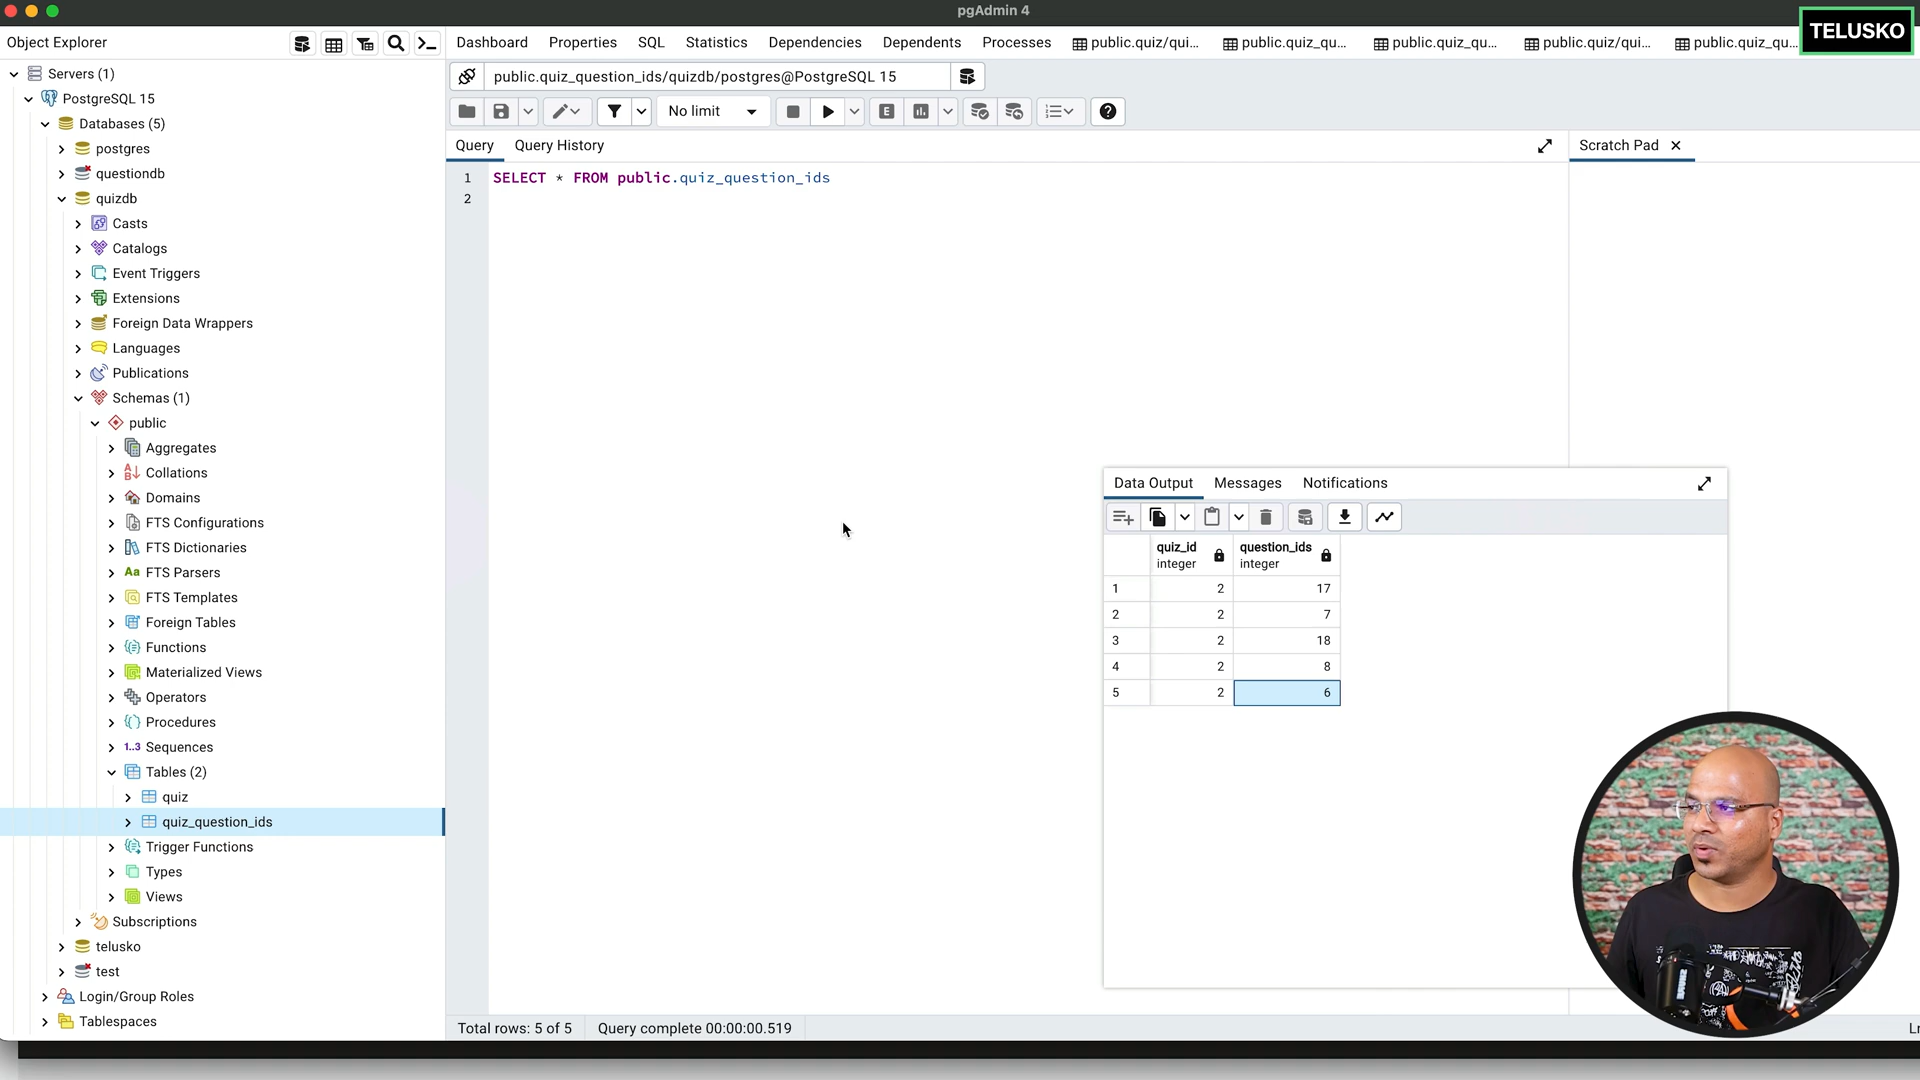 pgAdmin 4
TELUSKO
Object Explorer
Dashboard Properties SQL Statistics Dependencies Dependents Processes public.quiz/qui... public.quiz_qu... public.quiz_qu... public.quiz/qui... public.quiz_qu...
Servers (1)
PostgreSQL 15
Databases (5)
postgres
questiondb
quizdb
Casts
Catalogs
Event Triggers
Extensions
Foreign Data Wrappers
Languages
Publications
Schemas (1)
public
Aggregates
Collations
Domains
FTS Configurations
FTS Dictionaries
Aa FTS Parsers
FTS Templates
Foreign Tables
Functions
Materialized Views
Operators
Procedures
1..3 Sequences
Tables (2)
quiz
quiz_question_ids
Trigger Functions
Types
Views
Subscriptions
telusko
test
Login/Group Roles
Tablespaces
public.quiz_question_ids/quizdb/postgres@PostgreSQL 15
No limit
E
Query Query History
Scratch Pad
1 SELECT * FROM public.quiz_question_ids
2
Data Output Messages Notifications
quiz_id question_ids
integer integer
1 2 17
2 2 7
3 2 18
4 2 8
5 2 6
Total rows: 5 of 5 Query complete 00:00:00.519